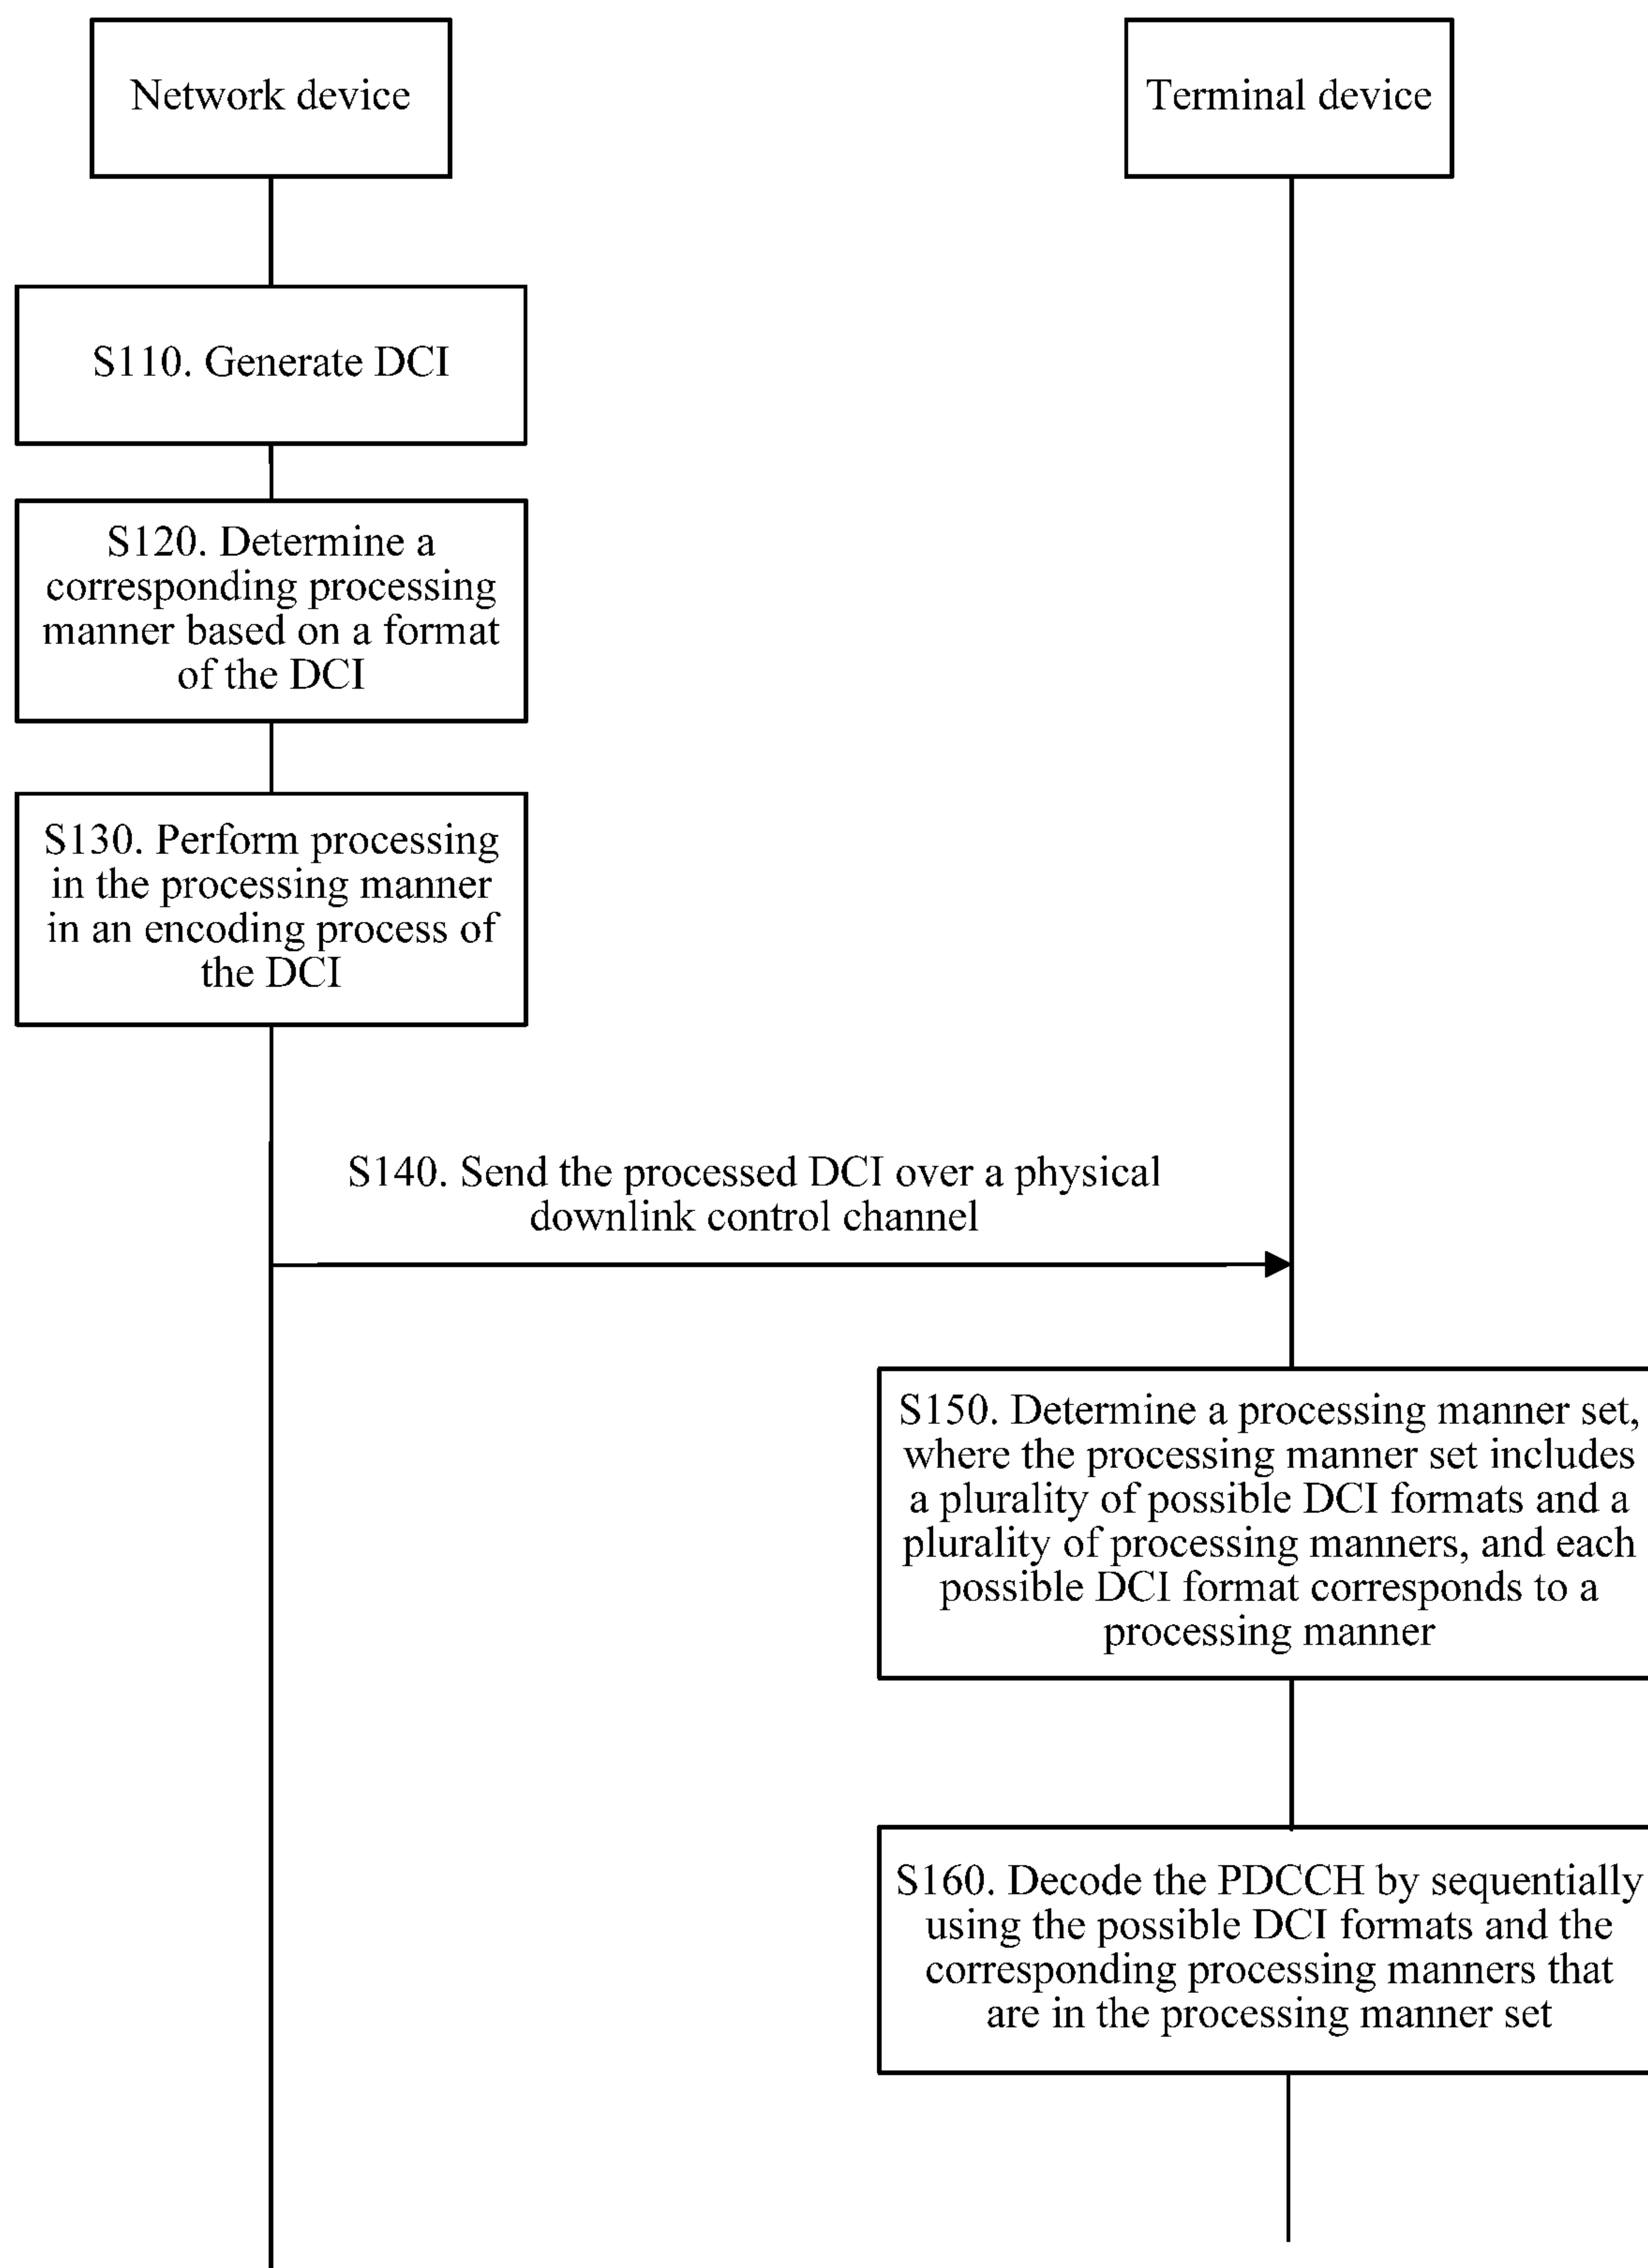 Network device
Terminal device
S110. Generate DCI
S120. Determine a
corresponding processing
manner based on a format
of the DCI
S130. Perform processing
in the processing manner
in an encoding process of
the DCI
S140. Send the processed DCI over a physical
downlink control channel
S150. Determine a processing manner set,
where the processing manner set includes
a plurality of possible DCI formats and a
plurality of processing manners, and each
possible DCI format corresponds to a
processing manner
S160. Decode the PDCCH by sequentially
using the possible DCI formats and the
corresponding processing manners that
are in the processing manner set